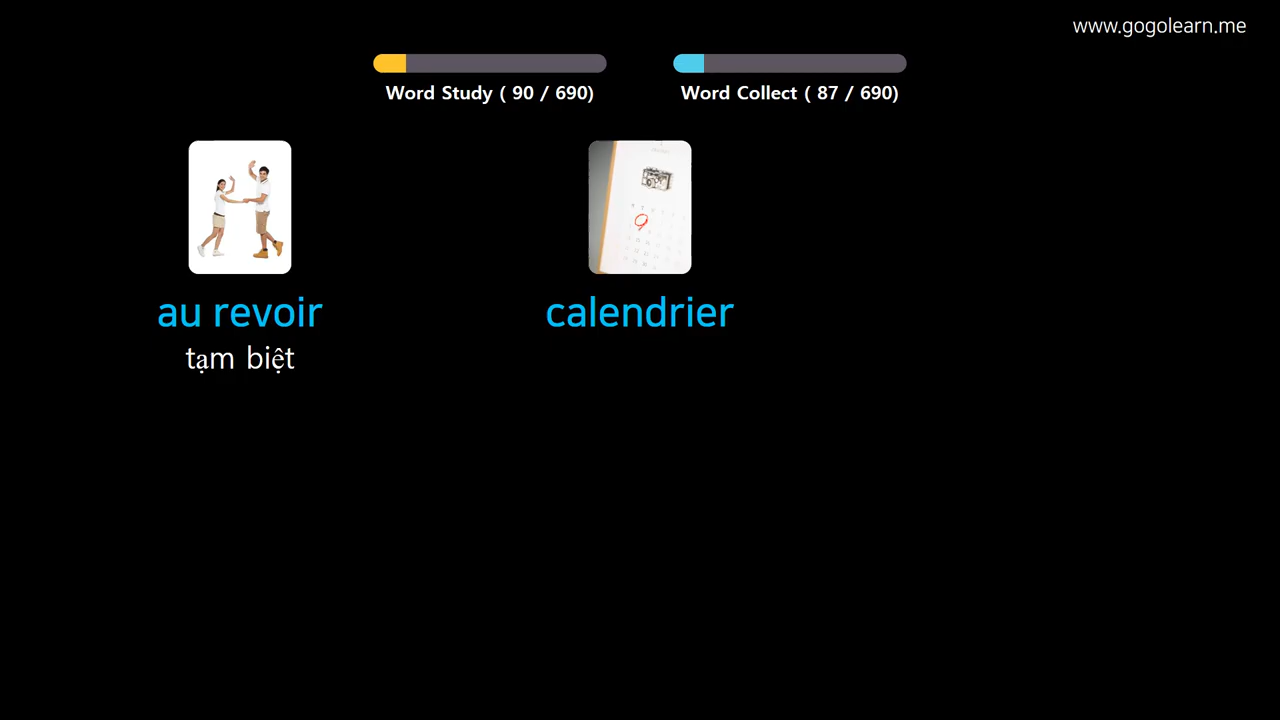 www.gogolearn.me
Word Study ( 90 / 690)
Word Collect ( 87 / 690)
au revoir
calendrier
tạm biệt